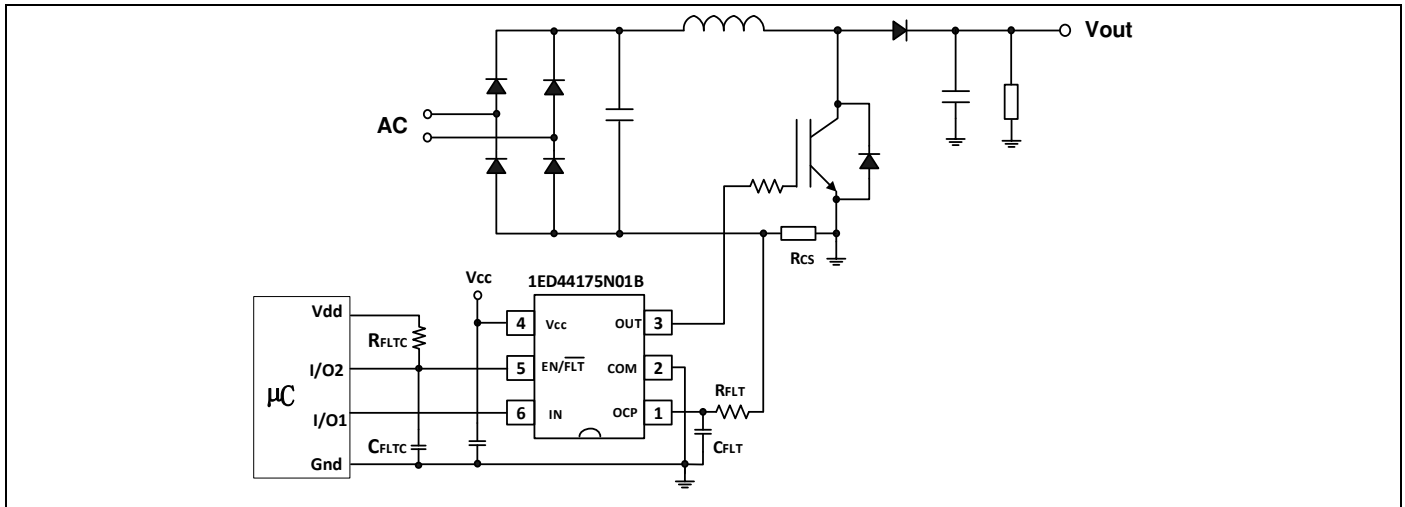 Vout
AC
RCS
Vcc
1ED44175N01B
Vdd
4 Vcc OUT 3
RFLTC
I/O2
5 EN/FLT COM 2
μC
RFLT
I/O1
6 IN OCP 1
CFLTC
CFLT
Gnd